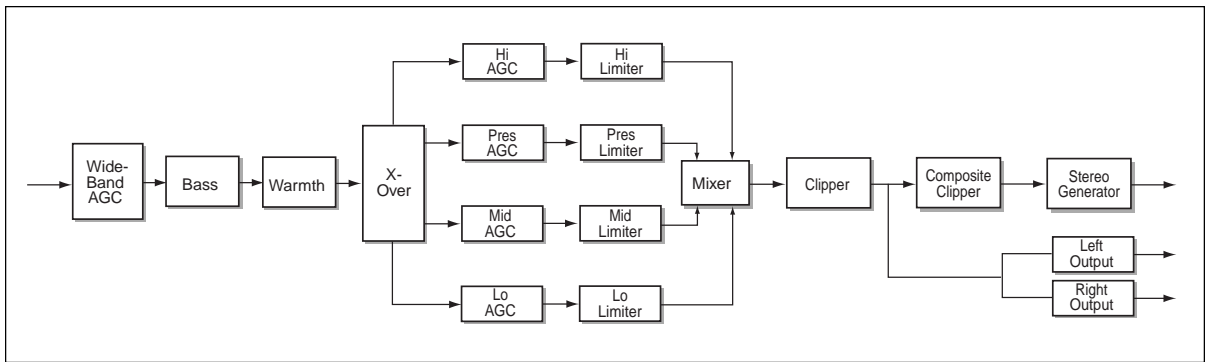 Wide-
Band
AGC
Bass
Warmth
X-
Over
Hi
AGC
Hi
Limiter
Pres
AGC
Pres
Limiter
Mid
AGC
Mid
Limiter
Lo
AGC
Lo
Limiter
Mixer
Clipper
Composite
Clipper
Stereo
Generator
Left
Output
Right
Output